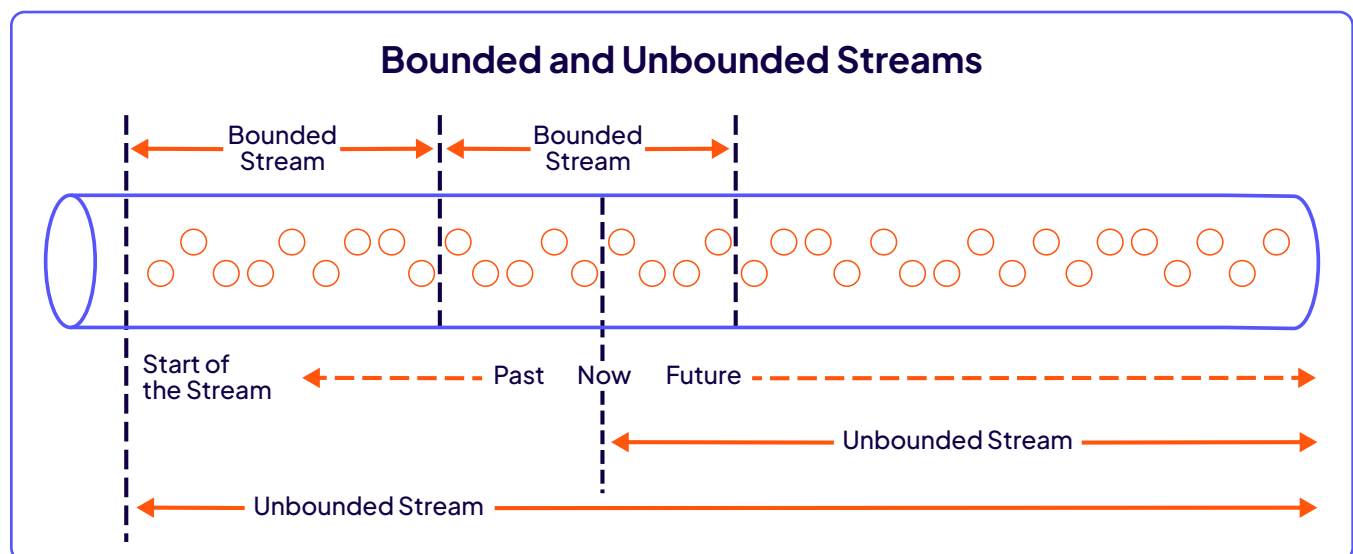 Bounded and Unbounded Streams
Bounded
Stream
Bounded
Stream
Start of
the Stream
Past
Now
Future
Unbounded Stream
Unbounded Stream